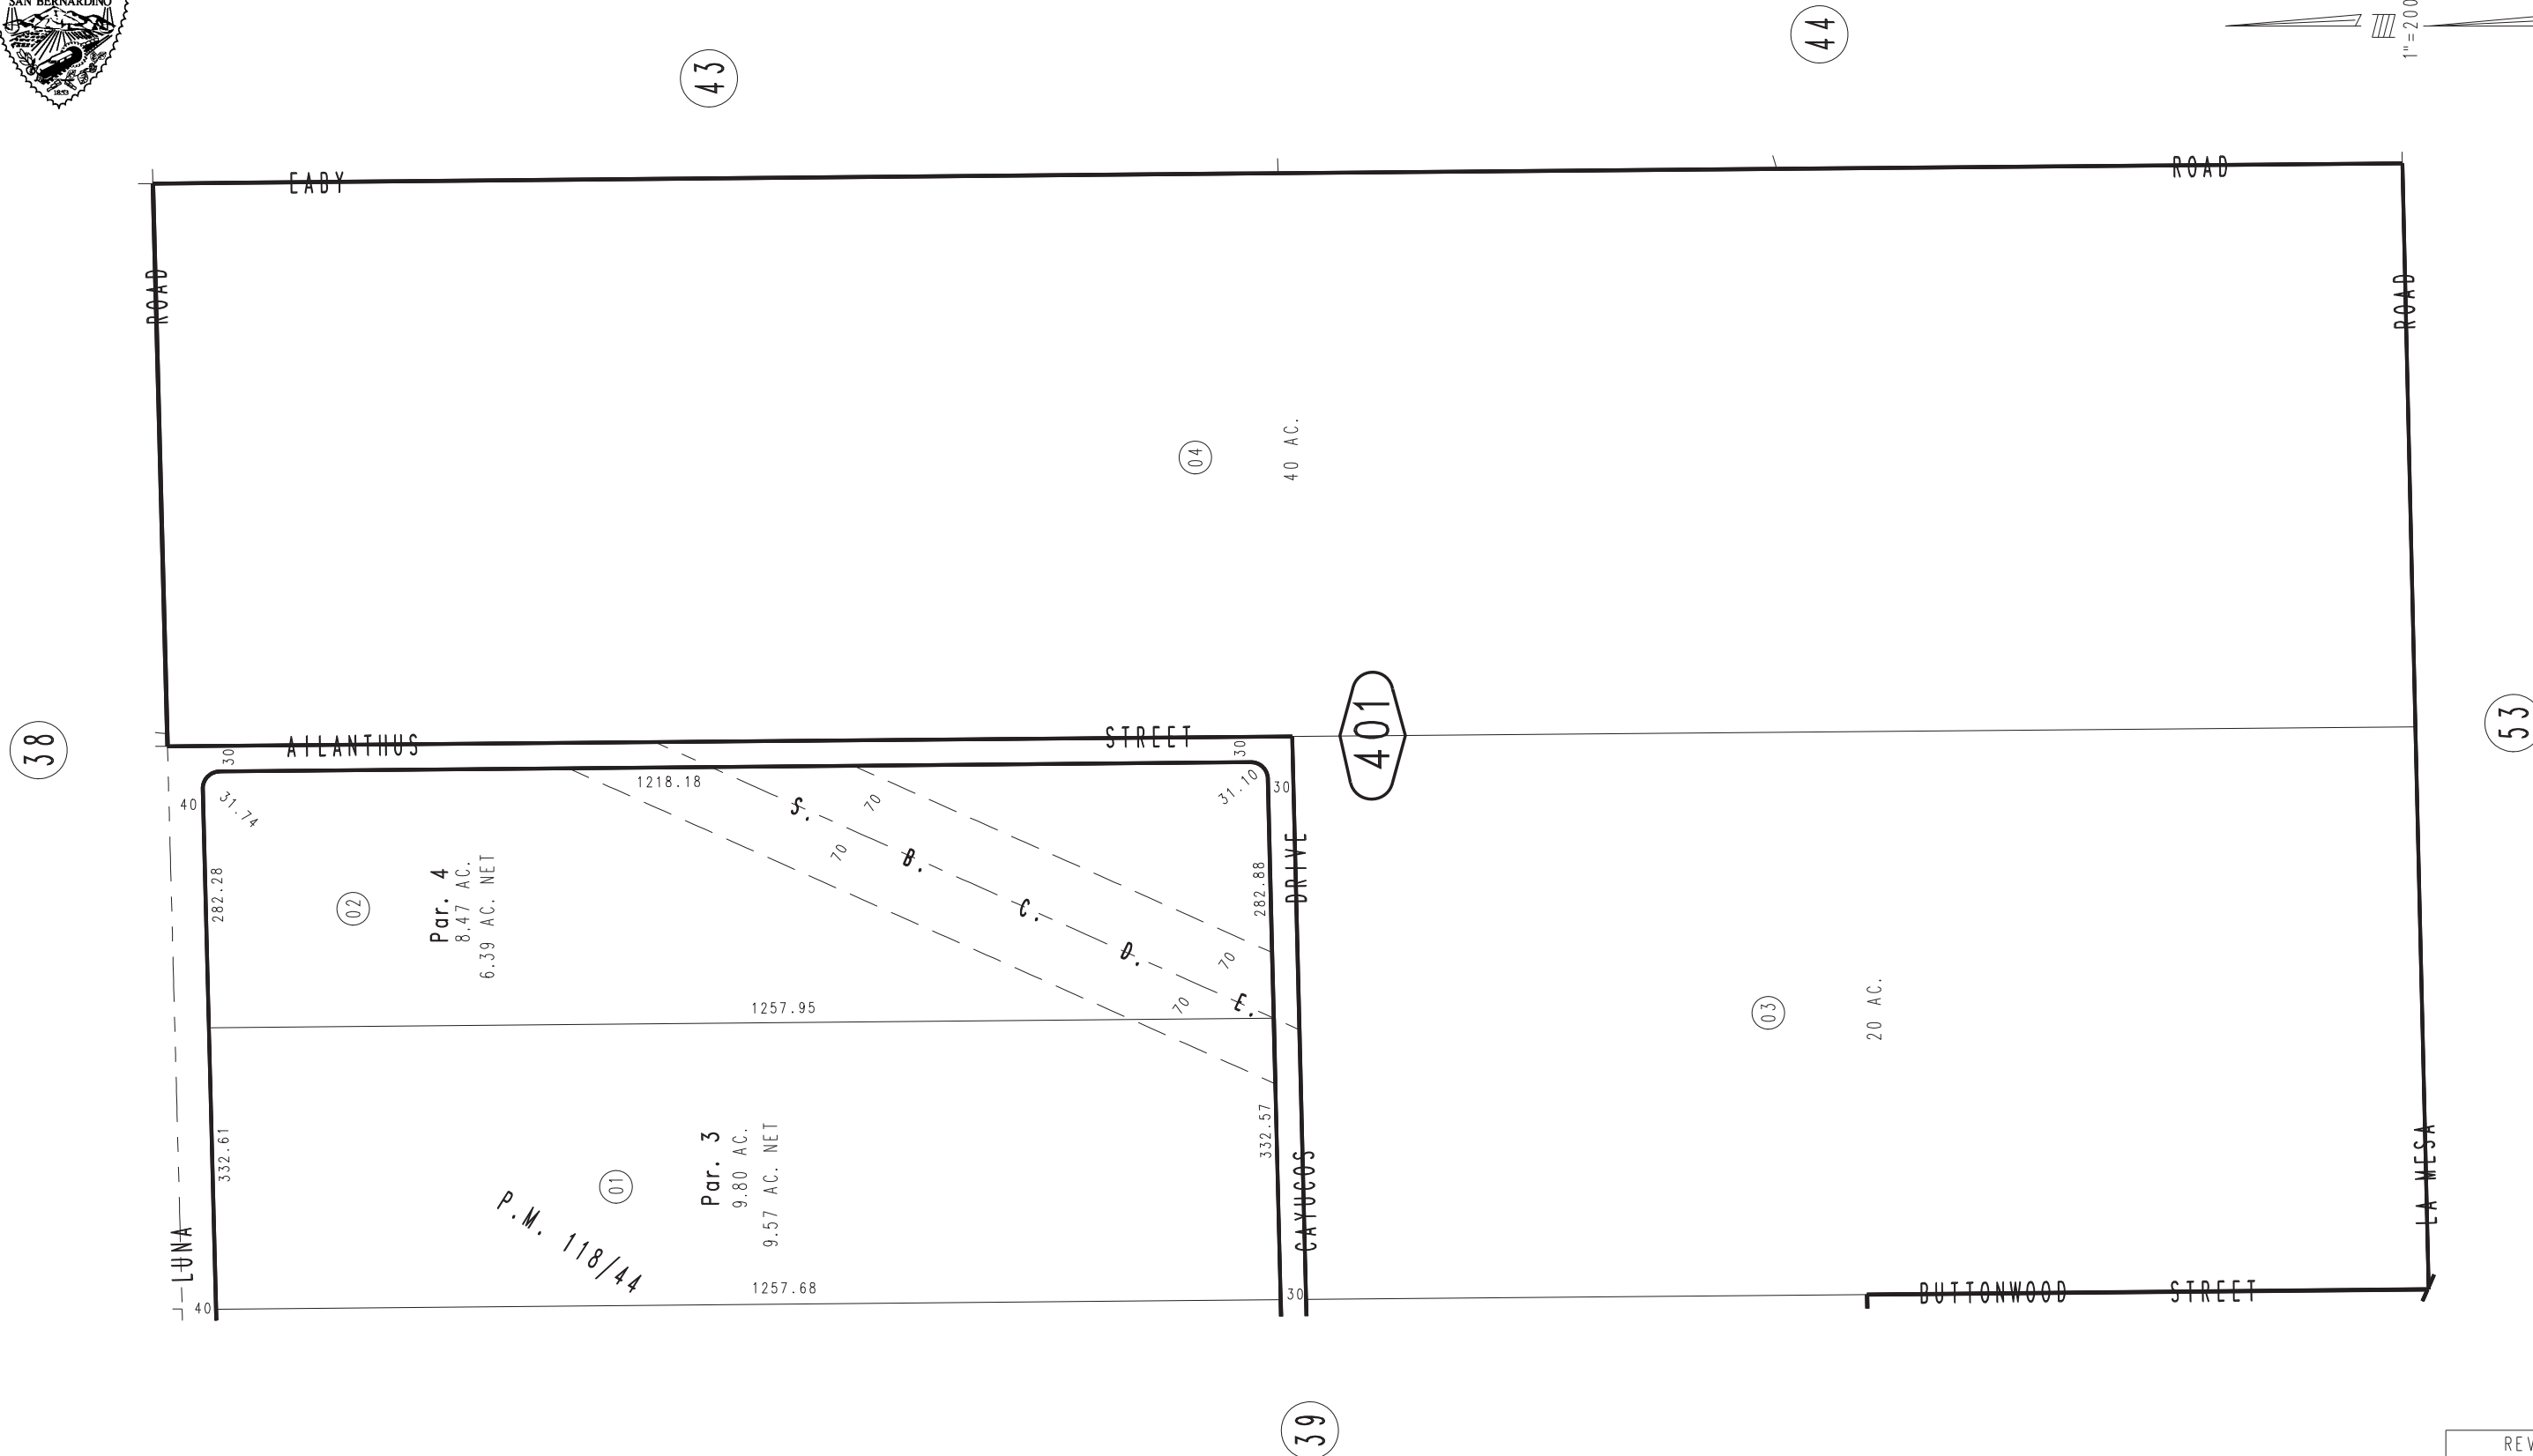 SAN BERNARDINO
1853
43
44
1"=200
EABY
ROAD
ROAD
ROAD
04
40 AC.
401
38
53
AILANTHUS
STREET
30
30
40
31.74
1218.18
31.10
30
S. B. C. D. E.
70
70
70
70
282.28
282.88
DRIVE
02
Par. 4
8.47 AC.
6.39 AC. NET
1257.95
03
20 AC.
332.61
332.57
01
Par. 3
9.80 AC.
9.57 AC. NET
P.M. 118/44
LUNA
CAYUCOS
LA MESA
1257.68
40
30
BUTTONWOOD
STREET
39
REV